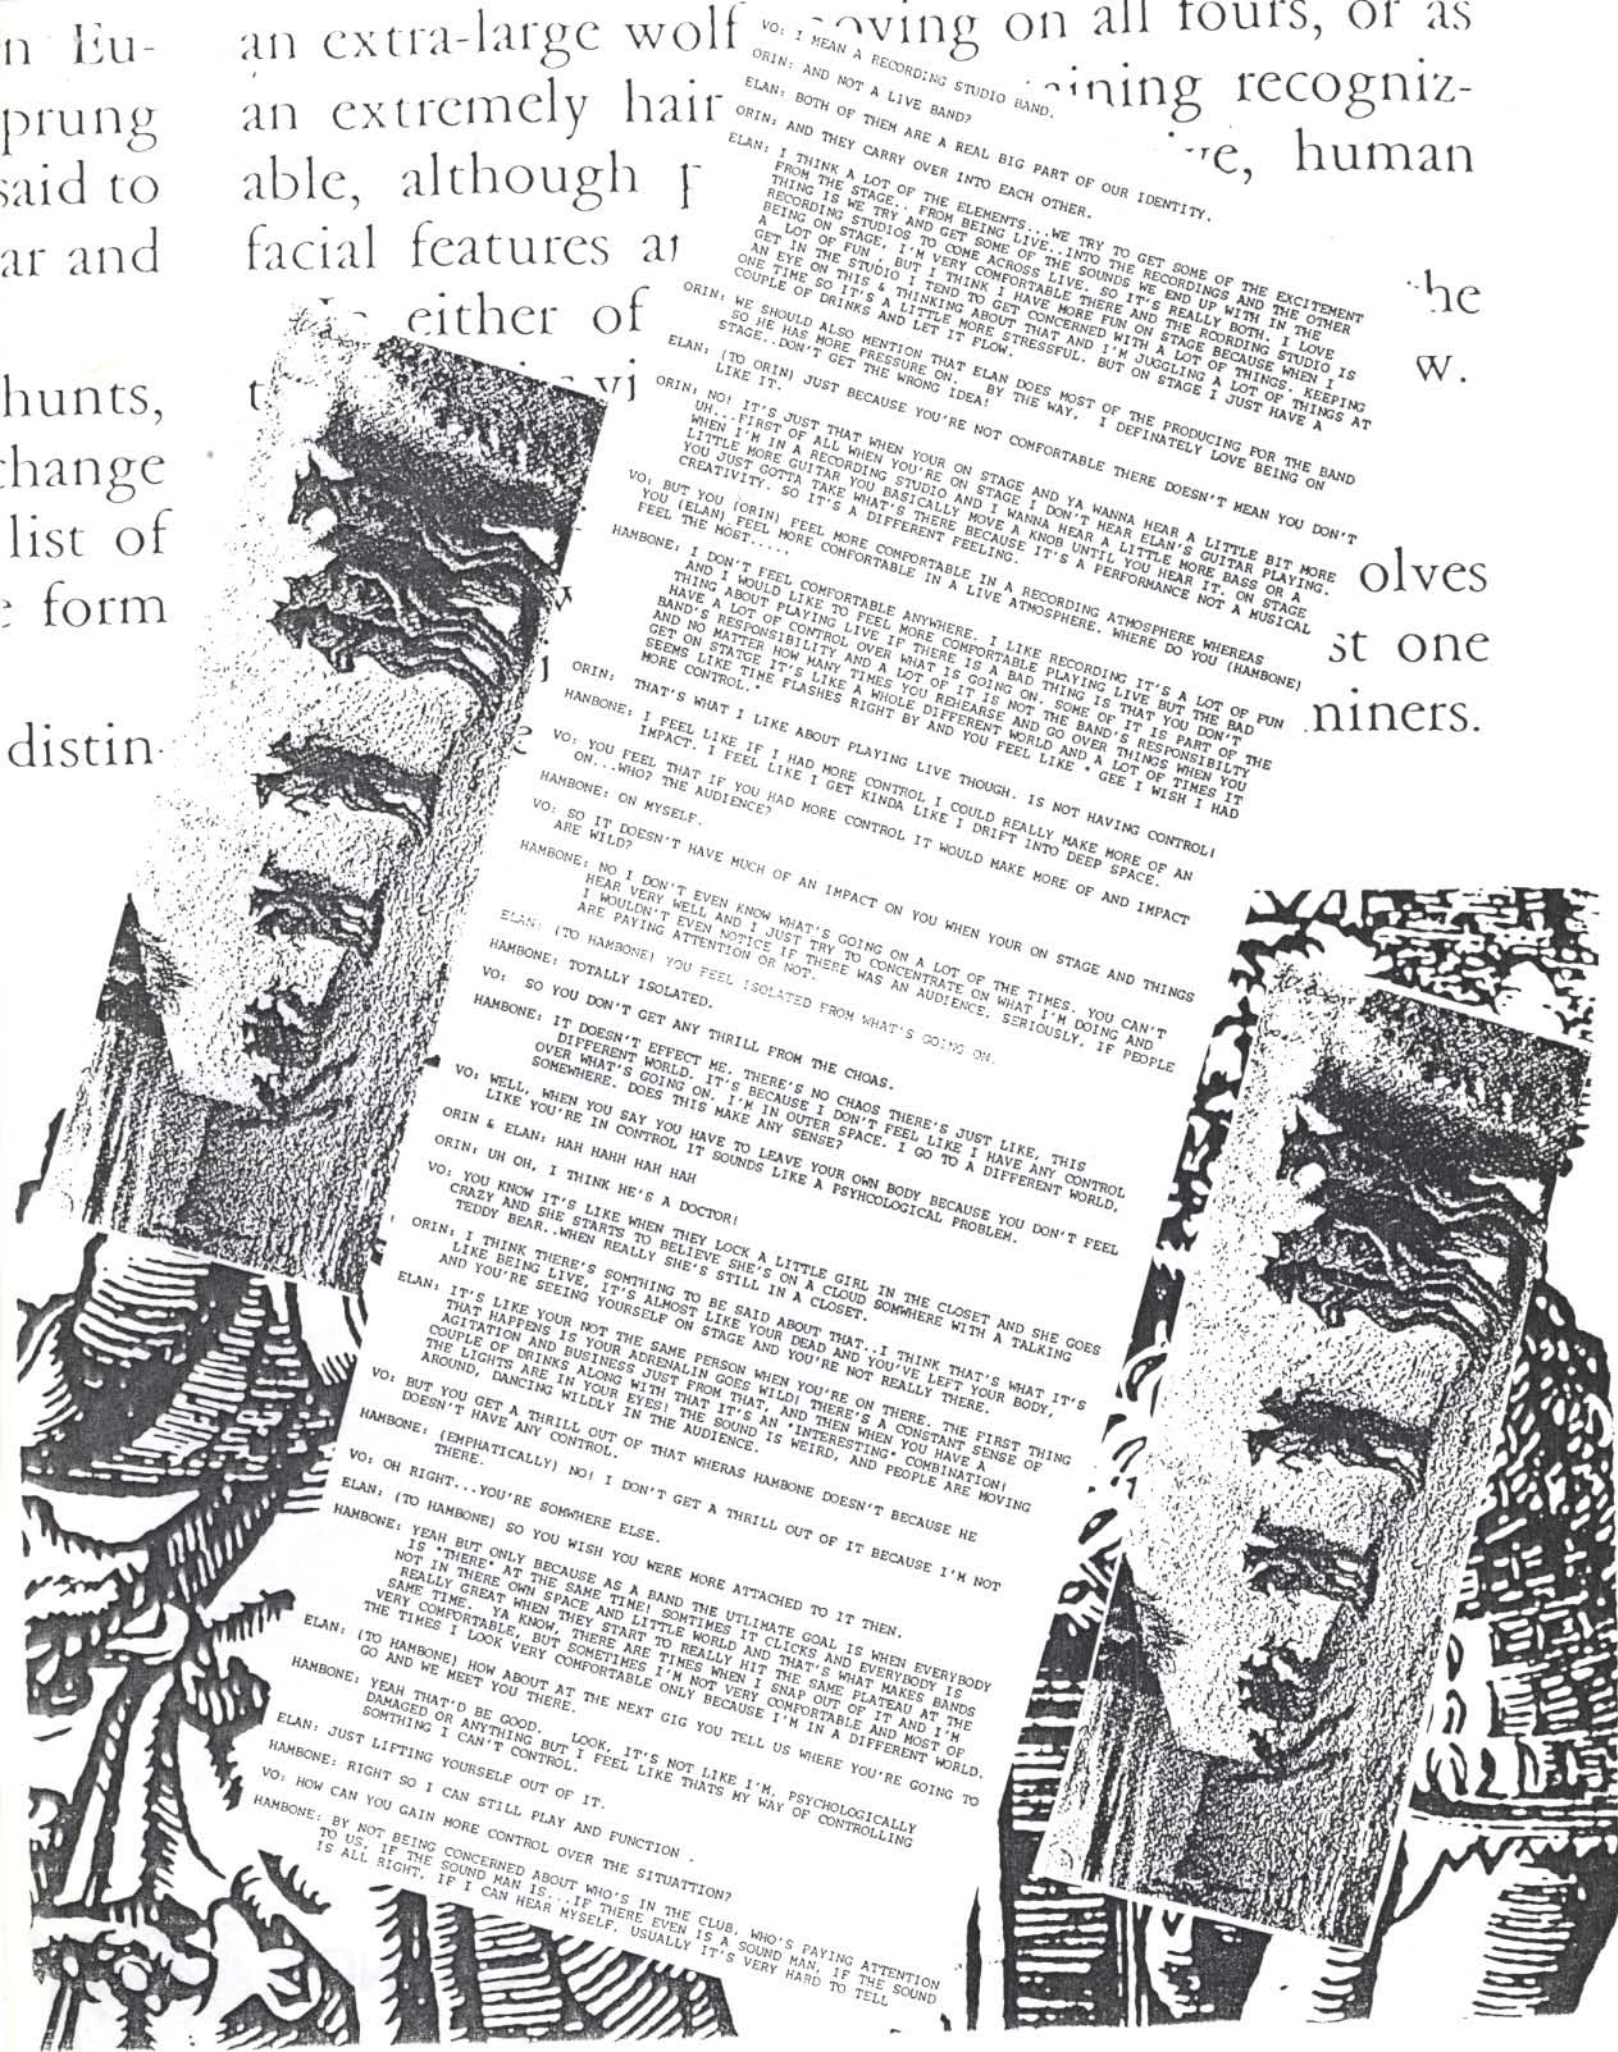 n Eu-
prung
said to
ar and
hunts,
change
list of
form
distin
an extra-large wolf moving on all fours, or as
an extremely hair ining recogniz-
able, although human
facial features he
either of w.
olves
st one
niners.
VO: I MEAN A RECORDING STUDIO BAND.
ORIN: AND NOT A LIVE BAND?
ELAN: BOTH OF THEM ARE A REAL BIG PART OF OUR IDENTITY.
ORIN: AND THEY CARRY OVER INTO EACH OTHER.
ELAN: I THINK A LOT OF THE ELEMENTS...WE TRY TO GET SOME OF THE EXCITEMENT
FROM THE STAGE.. FROM BEING LIVE..INTO THE RECORDINGS AND THE OTHER
THING IS WE TRY AND GET SOME OF THE SOUNDS WE END UP WITH IN THE
RECORDING STUDIOS TO COME ACROSS LIVE. SO IT'S REALLY BOTH. I LOVE
BEING ON STAGE, I'M VERY COMFORTABLE THERE AND THE RCORDING STUDIO IS
A LOT OF FUN , BUT I THINK I HAVE MORE FUN ON STAGE BECAUSE WHEN I
GET IN THE STUDIO I TEND TO GET CONCERNED WITH A LOT OF THINGS. KEEPING
AN EYE ON THIS & THINKING ABOUT THAT AND I'M JUGGLING A LOT OF THINGS AT
ONE TIME SO IT'S A LITTLE MORE STRESSFUL. BUT ON STAGE I JUST HAVE A
COUPLE OF DRINKS AND LET IT FLOW.
ORIN: WE SHOULD ALSO MENTION THAT ELAN DOES MOST OF THE PRODUCING FOR THE BAND
SO HE HAS MORE PRESSURE ON. BY THE WAY, I DEFINATELY LOVE BEING ON
STAGE..DON'T GET THE WRONG IDEA!
ELAN: (TO ORIN) JUST BECAUSE YOU'RE NOT COMFORTABLE THERE DOESN'T MEAN YOU DON'T
LIKE IT.
ORIN: NO! IT'S JUST THAT WHEN YOUR ON STAGE AND YA WANNA HEAR A LITTLE BIT MORE
UH...FIRST OF ALL WHEN YOU'RE ON STAGE I DON'T HEAR ELAN'S GUITAR PLAYING.
WHEN I'M IN A RECORDING STUDIO AND I WANNA HEAR A LITTLE MORE BASS OR A
LITTLE MORE GUITAR YOU BASICALLY MOVE A KNOB UNTIL YOU HEAR IT. ON STAGE
YOU JUST GOTTA TAKE WHAT'S THERE BECAUSE IT'S A PERFORMANCE NOT A MUSICAL
CREATIVITY. SO IT'S A DIFFERENT FEELING.
VO: BUT YOU (ORIN) FEEL MORE COMFORTABLE IN A RECORDING ATMOSPHERE WHEREAS
YOU (ELAN) FEEL MORE COMFORTABLE IN A LIVE ATMOSPHERE. WHERE DO YOU (HAMBONE)
FEEL THE MOST.....
HAMBONE: I DON'T FEEL COMFORTABLE ANYWHERE. I LIKE RECORDING IT'S A LOT OF FUN
AND I WOULD LIKE TO FEEL MORE COMFORTABLE PLAYING LIVE BUT THE BAD
THING ABOUT PLAYING LIVE IF THERE IS A BAD THING IS THAT YOU DON'T
HAVE A LOT OF CONTROL OVER WHAT IS GOING ON. SOME OF IT IS PART OF THE
BAND'S RESPONSIBILITY AND A LOT OF IT IS NOT THE BAND'S RESPONSIBILTY
AND NO MATTER HOW MANY TIMES YOU REHEARSE AND GO OVER THINGS WHEN YOU
GET ON STATGE IT'S LIKE A WHOLE DIFFERENT WORLD AND A LOT OF TIMES IT
SEEMS LIKE TIME FLASHES RIGHT BY AND YOU FEEL LIKE " GEE I WISH I HAD
MORE CONTROL."
ORIN: THAT'S WHAT I LIKE ABOUT PLAYING LIVE THOUGH. IS NOT HAVING CONTROL!
HANBONE: I FEEL LIKE IF I HAD MORE CONTROL I COULD REALLY MAKE MORE OF AN
IMPACT. I FEEL LIKE I GET KINDA LIKE I DRIFT INTO DEEP SPACE.
VO: YOU FEEL THAT IF YOU HAD MORE CONTROL IT WOULD MAKE MORE OF AND IMPACT
ON...WHO? THE AUDIENCE?
HAMBONE: ON MYSELF.
VO: SO IT DOESN'T HAVE MUCH OF AN IMPACT ON YOU WHEN YOUR ON STAGE AND THINGS
ARE WILD?
HAMBONE: NO I DON'T EVEN KNOW WHAT'S GOING ON A LOT OF THE TIMES. YOU CAN'T
HEAR VERY WELL AND I JUST TRY TO CONCENTRATE ON WHAT I'M DOING AND
I WOULDN'T EVEN NOTICE IF THERE WAS AN AUDIENCE. SERIOUSLY, IF PEOPLE
ARE PAYING ATTENTION OR NOT.
ELAN: (TO HAMBONE) YOU FEEL ISOLATED FROM WHAT'S GOING ON.
HAMBONE: TOTALLY ISOLATED.
VO: SO YOU DON'T GET ANY THRILL FROM THE CHOAS.
HAMBONE: IT DOESN'T EFFECT ME. THERE'S NO CHAOS THERE'S JUST LIKE, THIS
DIFFERENT WORLD. IT'S BECAUSE I DON'T FEEL LIKE I HAVE ANY CONTROL
OVER WHAT'S GOING ON. I'M IN OUTER SPACE. I GO TO A DIFFERENT WORLD,
SOMEWHERE. DOES THIS MAKE ANY SENSE?
VO: WELL, WHEN YOU SAY YOU HAVE TO LEAVE YOUR OWN BODY BECAUSE YOU DON'T FEEL
LIKE YOU'RE IN CONTROL IT SOUNDS LIKE A PSYHCOLOGICAL PROBLEM.
ORIN & ELAN: HAH HAHH HAH HAH
ORIN: UH OH, I THINK HE'S A DOCTOR!
VO: YOU KNOW IT'S LIKE WHEN THEY LOCK A LITTLE GIRL IN THE CLOSET AND SHE GOES
CRAZY AND SHE STARTS TO BELIEVE SHE'S ON A CLOUD SOMWHERE WITH A TALKING
TEDDY BEAR..WHEN REALLY SHE'S STILL IN A CLOSET.
ORIN: I THINK THERE'S SOMTHING TO BE SAID ABOUT THAT..I THINK THAT'S WHAT IT'S
LIKE BEING LIVE, IT'S ALMOST LIKE YOUR DEAD AND YOU'VE LEFT YOUR BODY,
AND YOU'RE SEEING YOURSELF ON STAGE AND YOU'RE NOT REALLY THERE.
ELAN: IT'S LIKE YOUR NOT THE SAME PERSON WHEN YOU'RE ON THERE. THE FIRST THING
THAT HAPPENS IS YOUR ADRENALIN GOES WILD! THERE'S A CONSTANT SENSE OF
AGITATION AND BUSINESS JUST FROM THAT, AND THEN WHEN YOU HAVE A
COUPLE OF DRINKS ALONG WITH THAT IT'S AN "INTERESTING" COMBINATION!
THE LIGHTS ARE IN YOUR EYES! THE SOUND IS WEIRD, AND PEOPLE ARE MOVING
AROUND, DANCING WILDLY IN THE AUDIENCE.
VO: BUT YOU GET A THRILL OUT OF THAT WHERAS HAMBONE DOESN'T BECAUSE HE
DOESN'T HAVE ANY CONTROL.
HAMBONE: (EMPHATICALLY) NO! I DON'T GET A THRILL OUT OF IT BECAUSE I'M NOT
THERE.
VO: OH RIGHT...YOU'RE SOMWHERE ELSE.
ELAN: (TO HAMBONE) SO YOU WISH YOU WERE MORE ATTACHED TO IT THEN.
HAMBONE: YEAH BUT ONLY BECAUSE AS A BAND THE UTLIMATE GOAL IS WHEN EVERYBODY
IS "THERE" AT THE SAME TIME! SOMTIMES IT CLICKS AND EVERYBODY IS
NOT IN THERE OWN SPACE AND LITTLE WORLD AND THAT'S WHAT MAKES BANDS
REALLY GREAT WHEN THEY START TO REALLY HIT THE SAME PLATEAU AT THE
SAME TIME. YA KNOW, THERE ARE TIMES WHEN I SNAP OUT OF IT AND I'M
VERY COMFORTABLE, BUT SOMETIMES I'M NOT VERY COMFORTABLE AND MOST OF
THE TIMES I LOOK VERY COMFORTABLE ONLY BECAUSE I'M IN A DIFFERENT WORLD.
ELAN: (TO HAMBONE) HOW ABOUT AT THE NEXT GIG YOU TELL US WHERE YOU'RE GOING TO
GO AND WE MEET YOU THERE.
HAMBONE: YEAH THAT'D BE GOOD. LOOK, IT'S NOT LIKE I'M, PSYCHOLOGICALLY
DAMAGED OR ANYTHING BUT I FEEL LIKE THATS MY WAY OF CONTROLLING
SOMTHING I CAN'T CONTROL.
ELAN: JUST LIFTING YOURSELF OUT OF IT.
HAMBONE: RIGHT SO I CAN STILL PLAY AND FUNCTION .
VO: HOW CAN YOU GAIN MORE CONTROL OVER THE SITUATTION?
HAMBONE: BY NOT BEING CONCERNED ABOUT WHO'S IN THE CLUB, WHO'S PAYING ATTENTION
TO US, IF THE SOUND MAN IS...IF THERE EVEN IS A SOUND MAN, IF THE SOUND
IS ALL RIGHT, IF I CAN HEAR MYSELF, USUALLY IT'S VERY HARD TO TELL